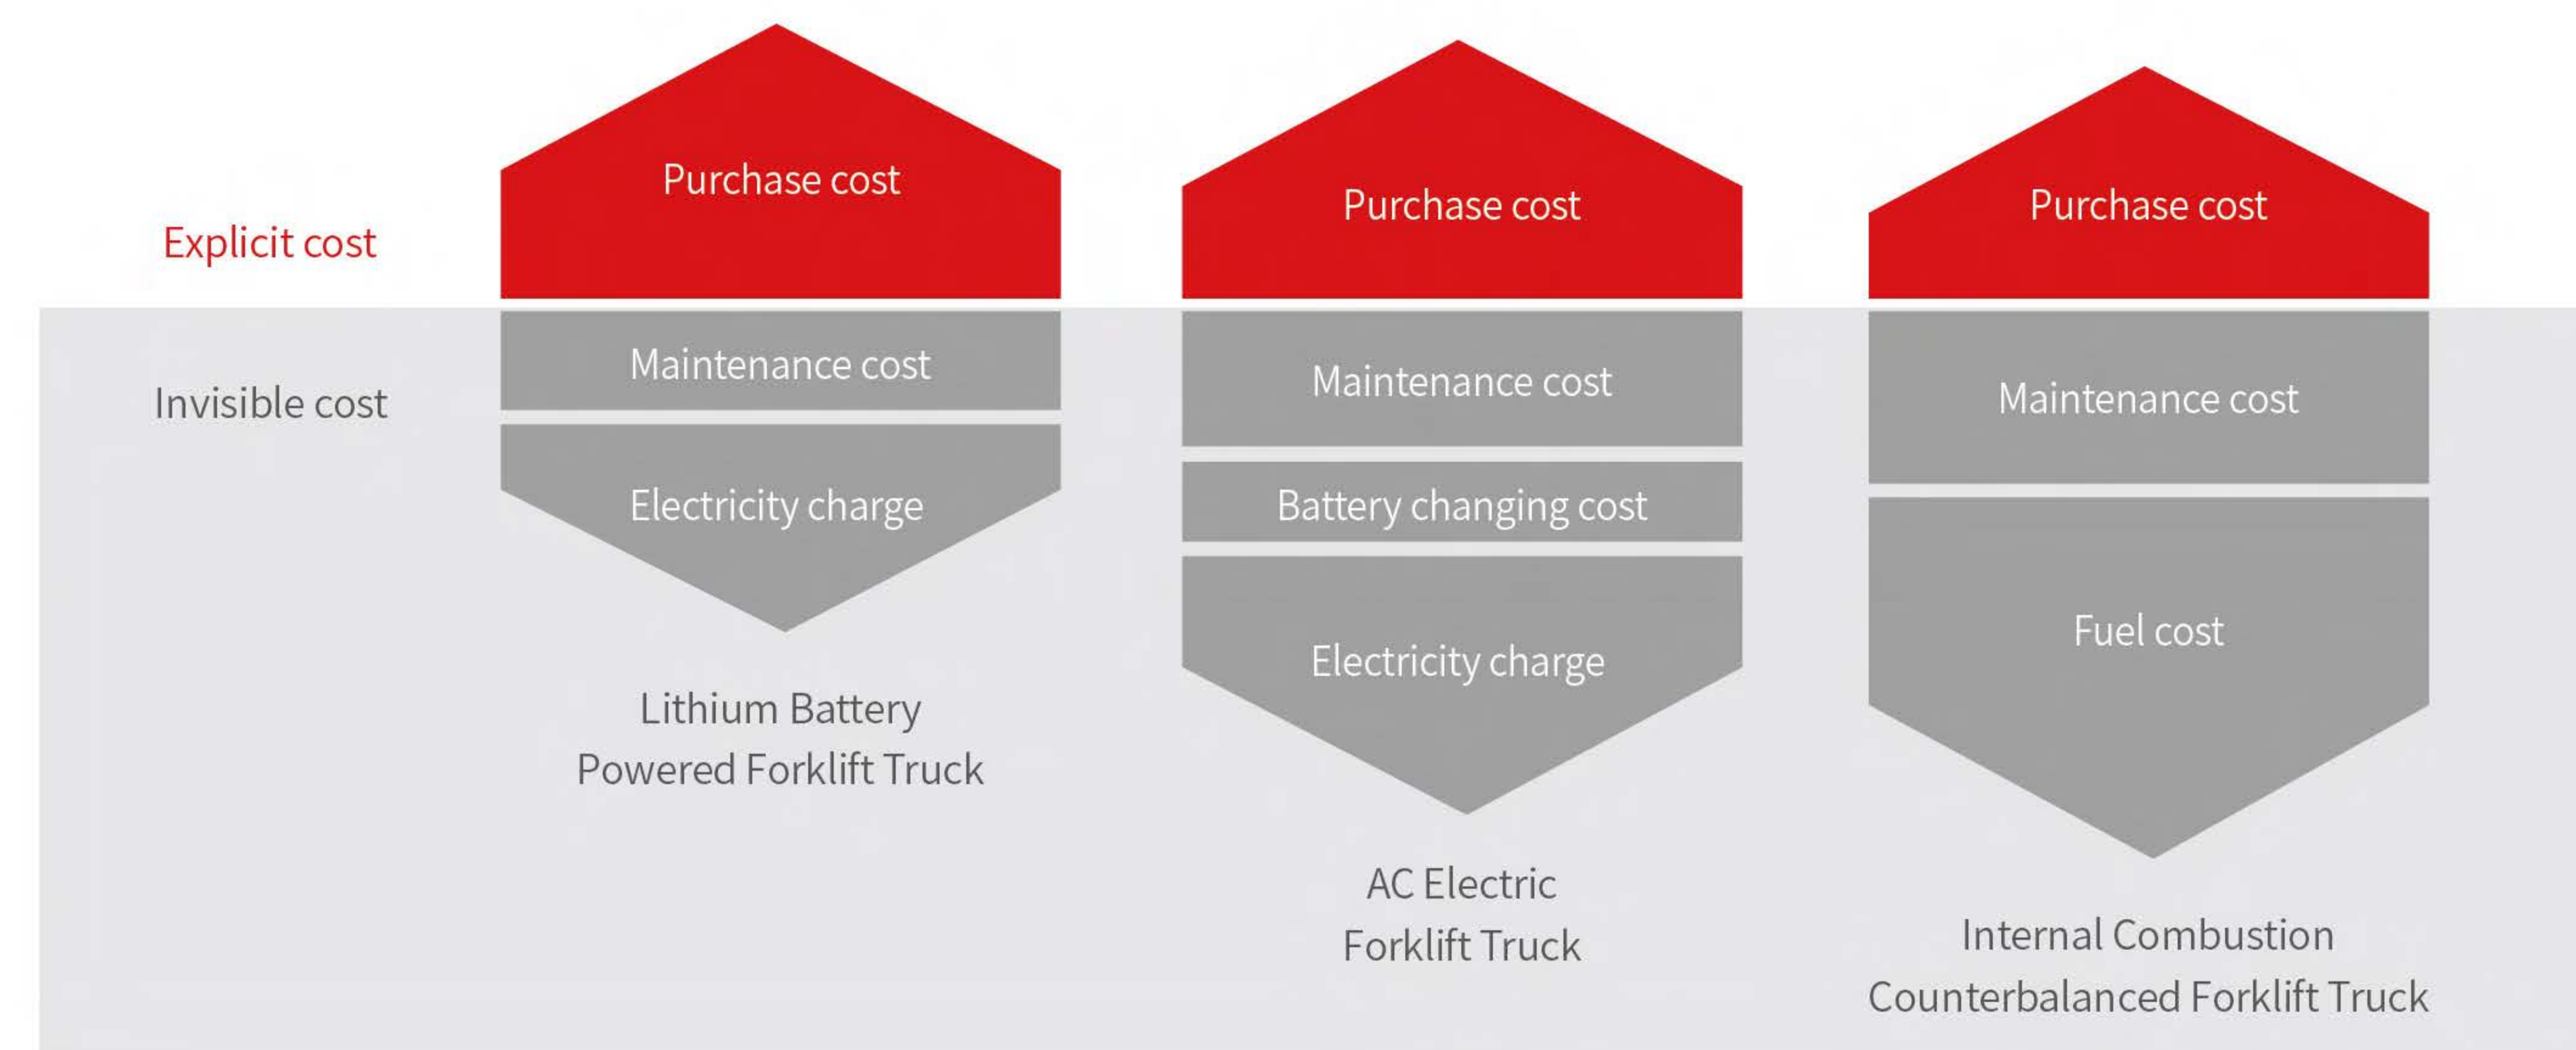 Explicit cost
Invisible cost
Purchase cost
Maintenance cost
Electricity charge
Lithium Battery
Powered Forklift Truck
Purchase cost
Maintenance cost
Battery changing cost
Electricity charge
AC Electric
Forklift Truck
Purchase cost
Maintenance cost
Fuel cost
Internal Combustion
Counterbalanced Forklift Truck